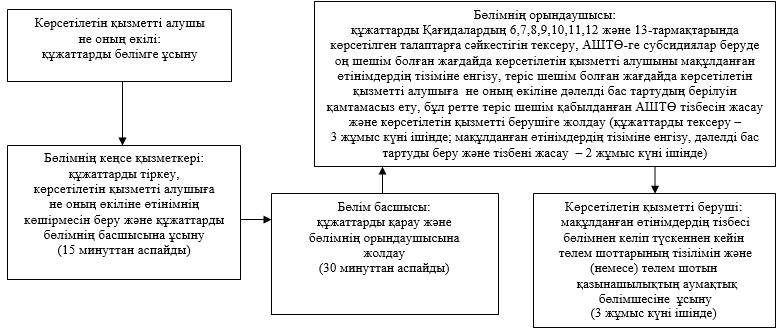 Көрсетілетін қызметті алушы
не оның өкілі:
құжаттарды бөлімге ұсыну
Бөлімнің кеңсе қызметкері:
құжаттарды тіркеу,
көрсетілетін қызметті алушыға
не оның өкіліне өтінімнің
көшірмесін беру және құжаттарды
бөлімнің басшысына ұсыну
(15 минуттан аспайды)
Бөлім басшысы:
құжаттарды қарау және
бөлімнің орындаушысына
жолдау
(30 минуттан аспайды)
Бөлімнің орындаушысы:
құжаттарды Қағидалардың 6,7,8,9,10,11,12 және 13-тармақтарында
көрсетілген талаптарға сәйкестігін тексеру, АШТӨ-ге субсидиялар беруде
оң шешім болған жағдайда көрсетілетін қызметті алушыны мақұлданған
өтінімдердің тізіміне енгізу, теріс шешім болған жағдайда көрсетілетін
қызметті алушыға не оның өкіліне дәлелді бас тартудың берілуін
қамтамасыз ету, бұл ретте теріс шешім қабылданған АШТӨ тізбесін жасау
және көрсетілетін қызметті берушіге жолдау (құжаттарды тексеру –
3 жұмыс күні ішінде; мақұлданған өтінімдердің тізіміне енгізу, дәлелді бас
тартуды беру және тізбені жасау – 2 жұмыс күні ішінде)
Көрсетілетін қызметті беруші:
мақұлданған өтінімдердің тізбесі
бөлімнен келіп түскеннен кейін
төлем шоттарының тізілімін және
(немесе) төлем шотын
қазынашылықтың аумақтық
бөлімшесіне ұсыну
(3 жұмыс күні ішінде)